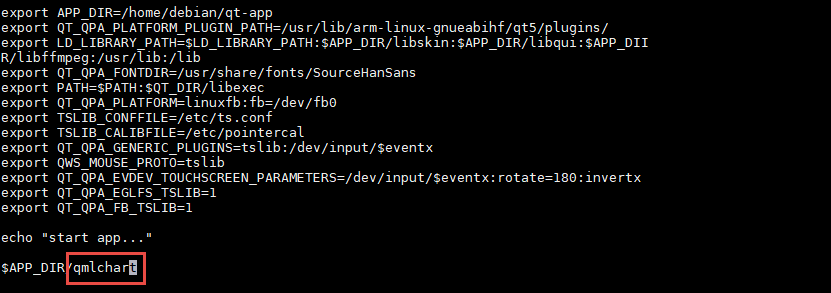 export APP_DIR=/home/debian/qt-app
export QT_QPA_PLATFORM_PLUGIN_PATH=/usr/lib/arm-linux-gnueabihf/qt5/plugins/
export LD_LIBRARY_PATH=$LD_LIBRARY_PATH:$APP_DIR/libskin:$APP_DIR/libqui:$APP_DII
R/libffmpeg:/usr/lib:/lib
export QT_QPA_FONTDIR=/usr/share/fonts/SourceHanSans
export PATH=$PATH:$QT_DIR/libexec
export QT_QPA_PLATFORM=linuxfb:fb=/dev/fb0
export TSLIB_CONFFILE=/etc/ts.conf
export TSLIB_CALIBFILE=/etc/pointercal
export QT_QPA_GENERIC_PLUGINS=tslib:/dev/input/$eventx
export QWS_MOUSE_PROTO=tslib
export QT_QPA_EVDEV_TOUCHSCREEN_PARAMETERS=/dev/input/$eventx:rotate=180:invertx
export QT_QPA_EGLFS_TSLIB=1
export QT_QPA_FB_TSLIB=1
echo "start app..."
$APP_DIR/qmlchart